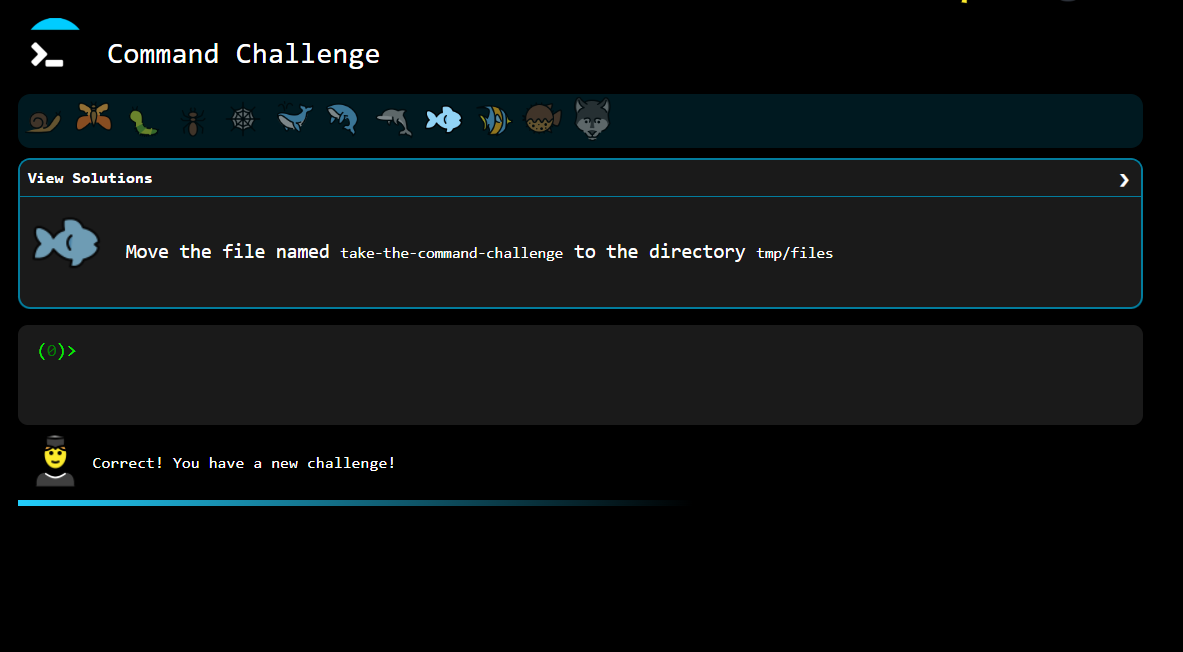 Command Challenge
View Solutions
Move the file named take-the-command-challenge to the directory tmp/files
(0)>
Correct! You have a new challenge!